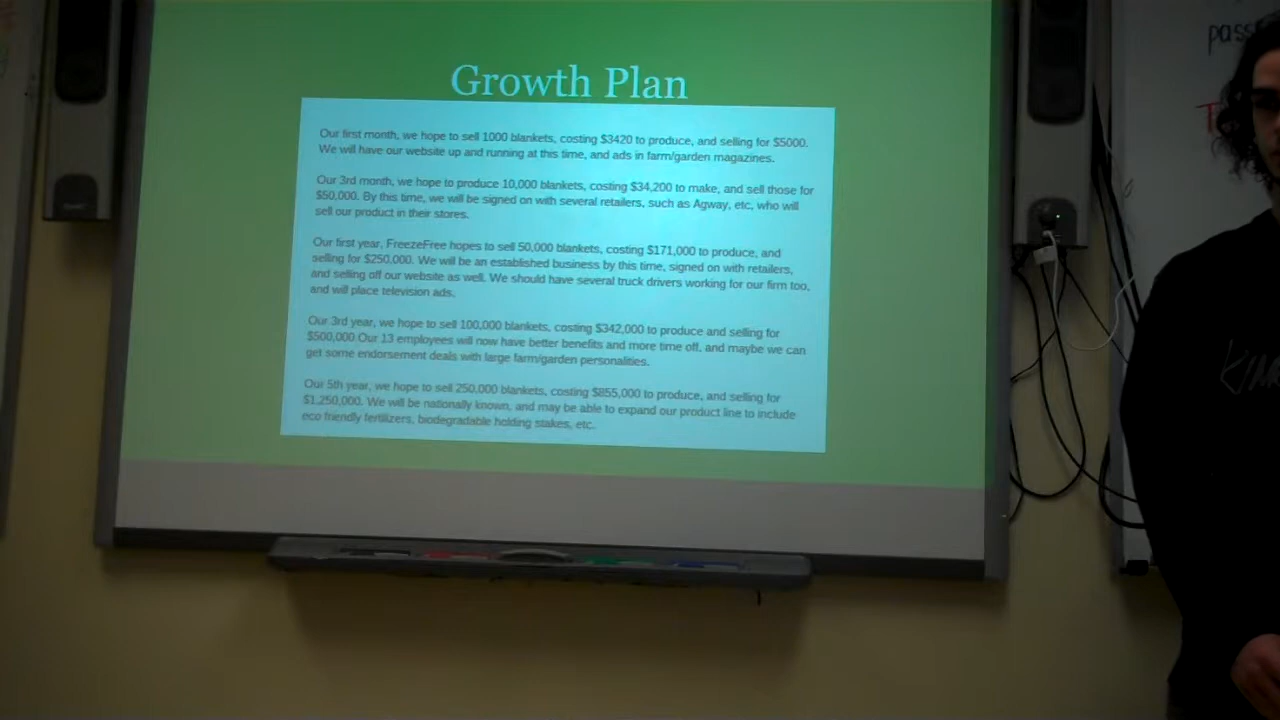 Growth Plan
Our first month, we hope to sell 1000 blankets, costing $3420 to produce, and selling for $5000.
We will have our website up and running at this time, and ads in farm/garden magazines.
Our 3rd month, we hope to produce 10,000 blankets, costing $34,200 to make, and sell those for
$50,000. By this time, we will be signed on with several retailers, such as Agway, etc, who will
sell our product in their stores.
Our first year, FreezeFree hopes to sell 50,000 blankets, costing $171,000 to produce, and
selling for $250,000. We will be an established business by this time, signed on with retailers,
and selling off our website as well. We should have several truck drivers working for our firm too,
and will place television ads.
Our 3rd year, we hope to sell 100,000 blankets, costing $342,000 to produce and selling for
$500,000.Our 13 employees will now have better benefits and more time off, and maybe we can
get some endorsement deals with large farm/garden personalities.
Our 5th year, we hope to sell 250,000 blankets, costing $855,000 to produce, and selling for
$1,250,000. We will be nationally known, and may be able to expand our product line to include
eco friendly fertilizers, biodegradable holding stakes, etc.